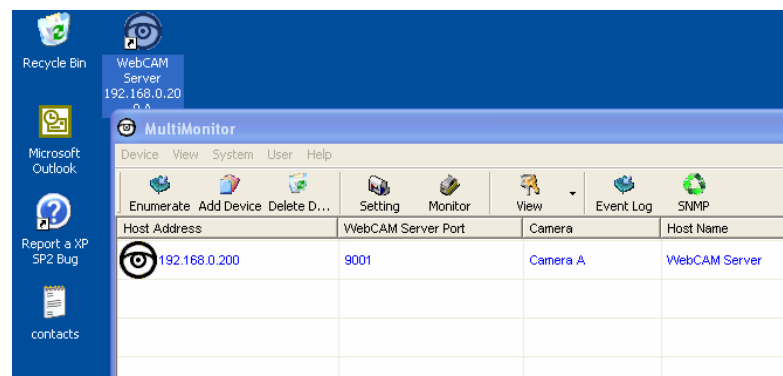 Recycle Bin
WebCAM
Server
192.168.0.20
Microsoft
Outlook
Report a XP
SP2 Bug
contacts
MultiMonitor
Device View System User Help
Enumerate Add Device Delete D... Setting Monitor View Event Log SNMP
Host Address WebCAM Server Port Camera Host Name
192.168.0.200 9001 Camera A WebCAM Server